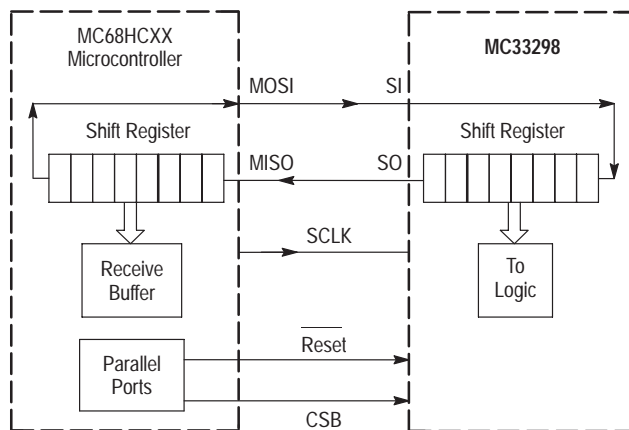 MC68HCXX
Microcontroller
MC33298
MOSI
SI
Shift Register
Shift Register
MISO
SO
SCLK
Receive
Buffer
To
Logic
Reset
Parallel
Ports
CSB